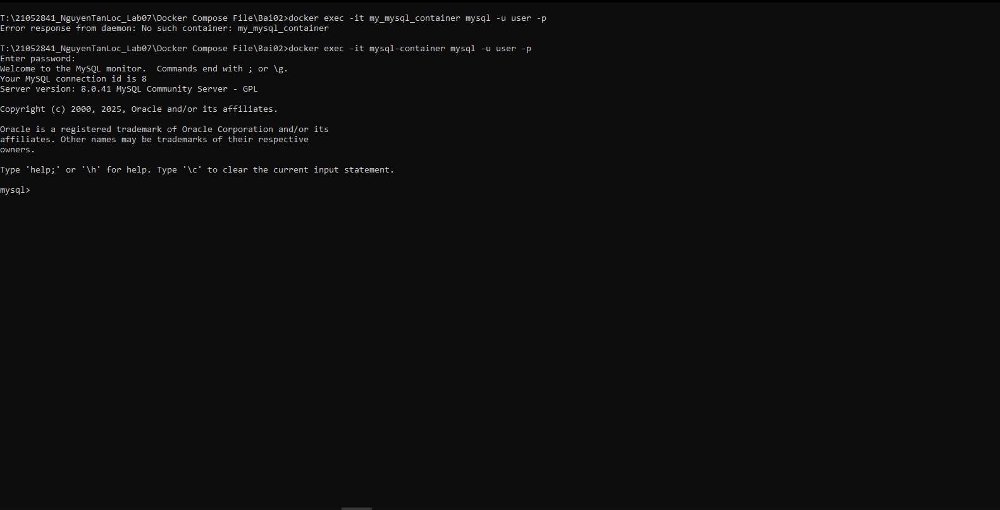 T:\21052841_NguyenTanLoc_Lab07\Docker Compose File\Bai02>docker exec -it my_mysql_container mysql -u user -p
Error response from daemon: No such container: my_mysql_container
T:\21052841_NguyenTanLoc_Lab07\Docker Compose File\Bai02>docker exec -it mysql-container mysql -u user -p
Enter password:
Welcome to the MySQL monitor.  Commands end with ; or \g.
Your MySQL connection id is 8
Server version: 8.0.41 MySQL Community Server - GPL
Copyright (c) 2000, 2025, Oracle and/or its affiliates.
Oracle is a registered trademark of Oracle Corporation and/or its
affiliates. Other names may be trademarks of their respective
owners.
Type 'help;' or '\h' for help. Type '\c' to clear the current input statement.
mysql>